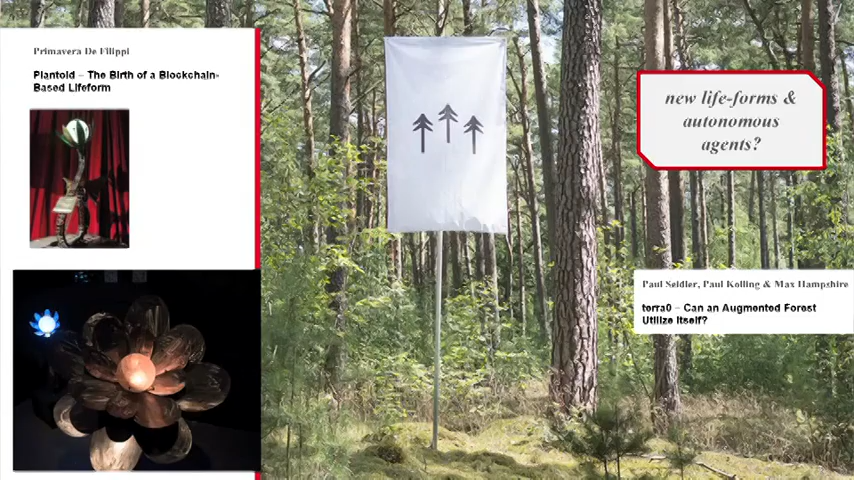 Primavera De Filippi
Plantoid – The Birth of a Blockchain-
Based Lifeform
new life-forms &
autonomous
agents?
Paul Seidler, Paul Kolling & Max Hampshire
terra0 – Can an Augmented Forest
Utilize Itself?